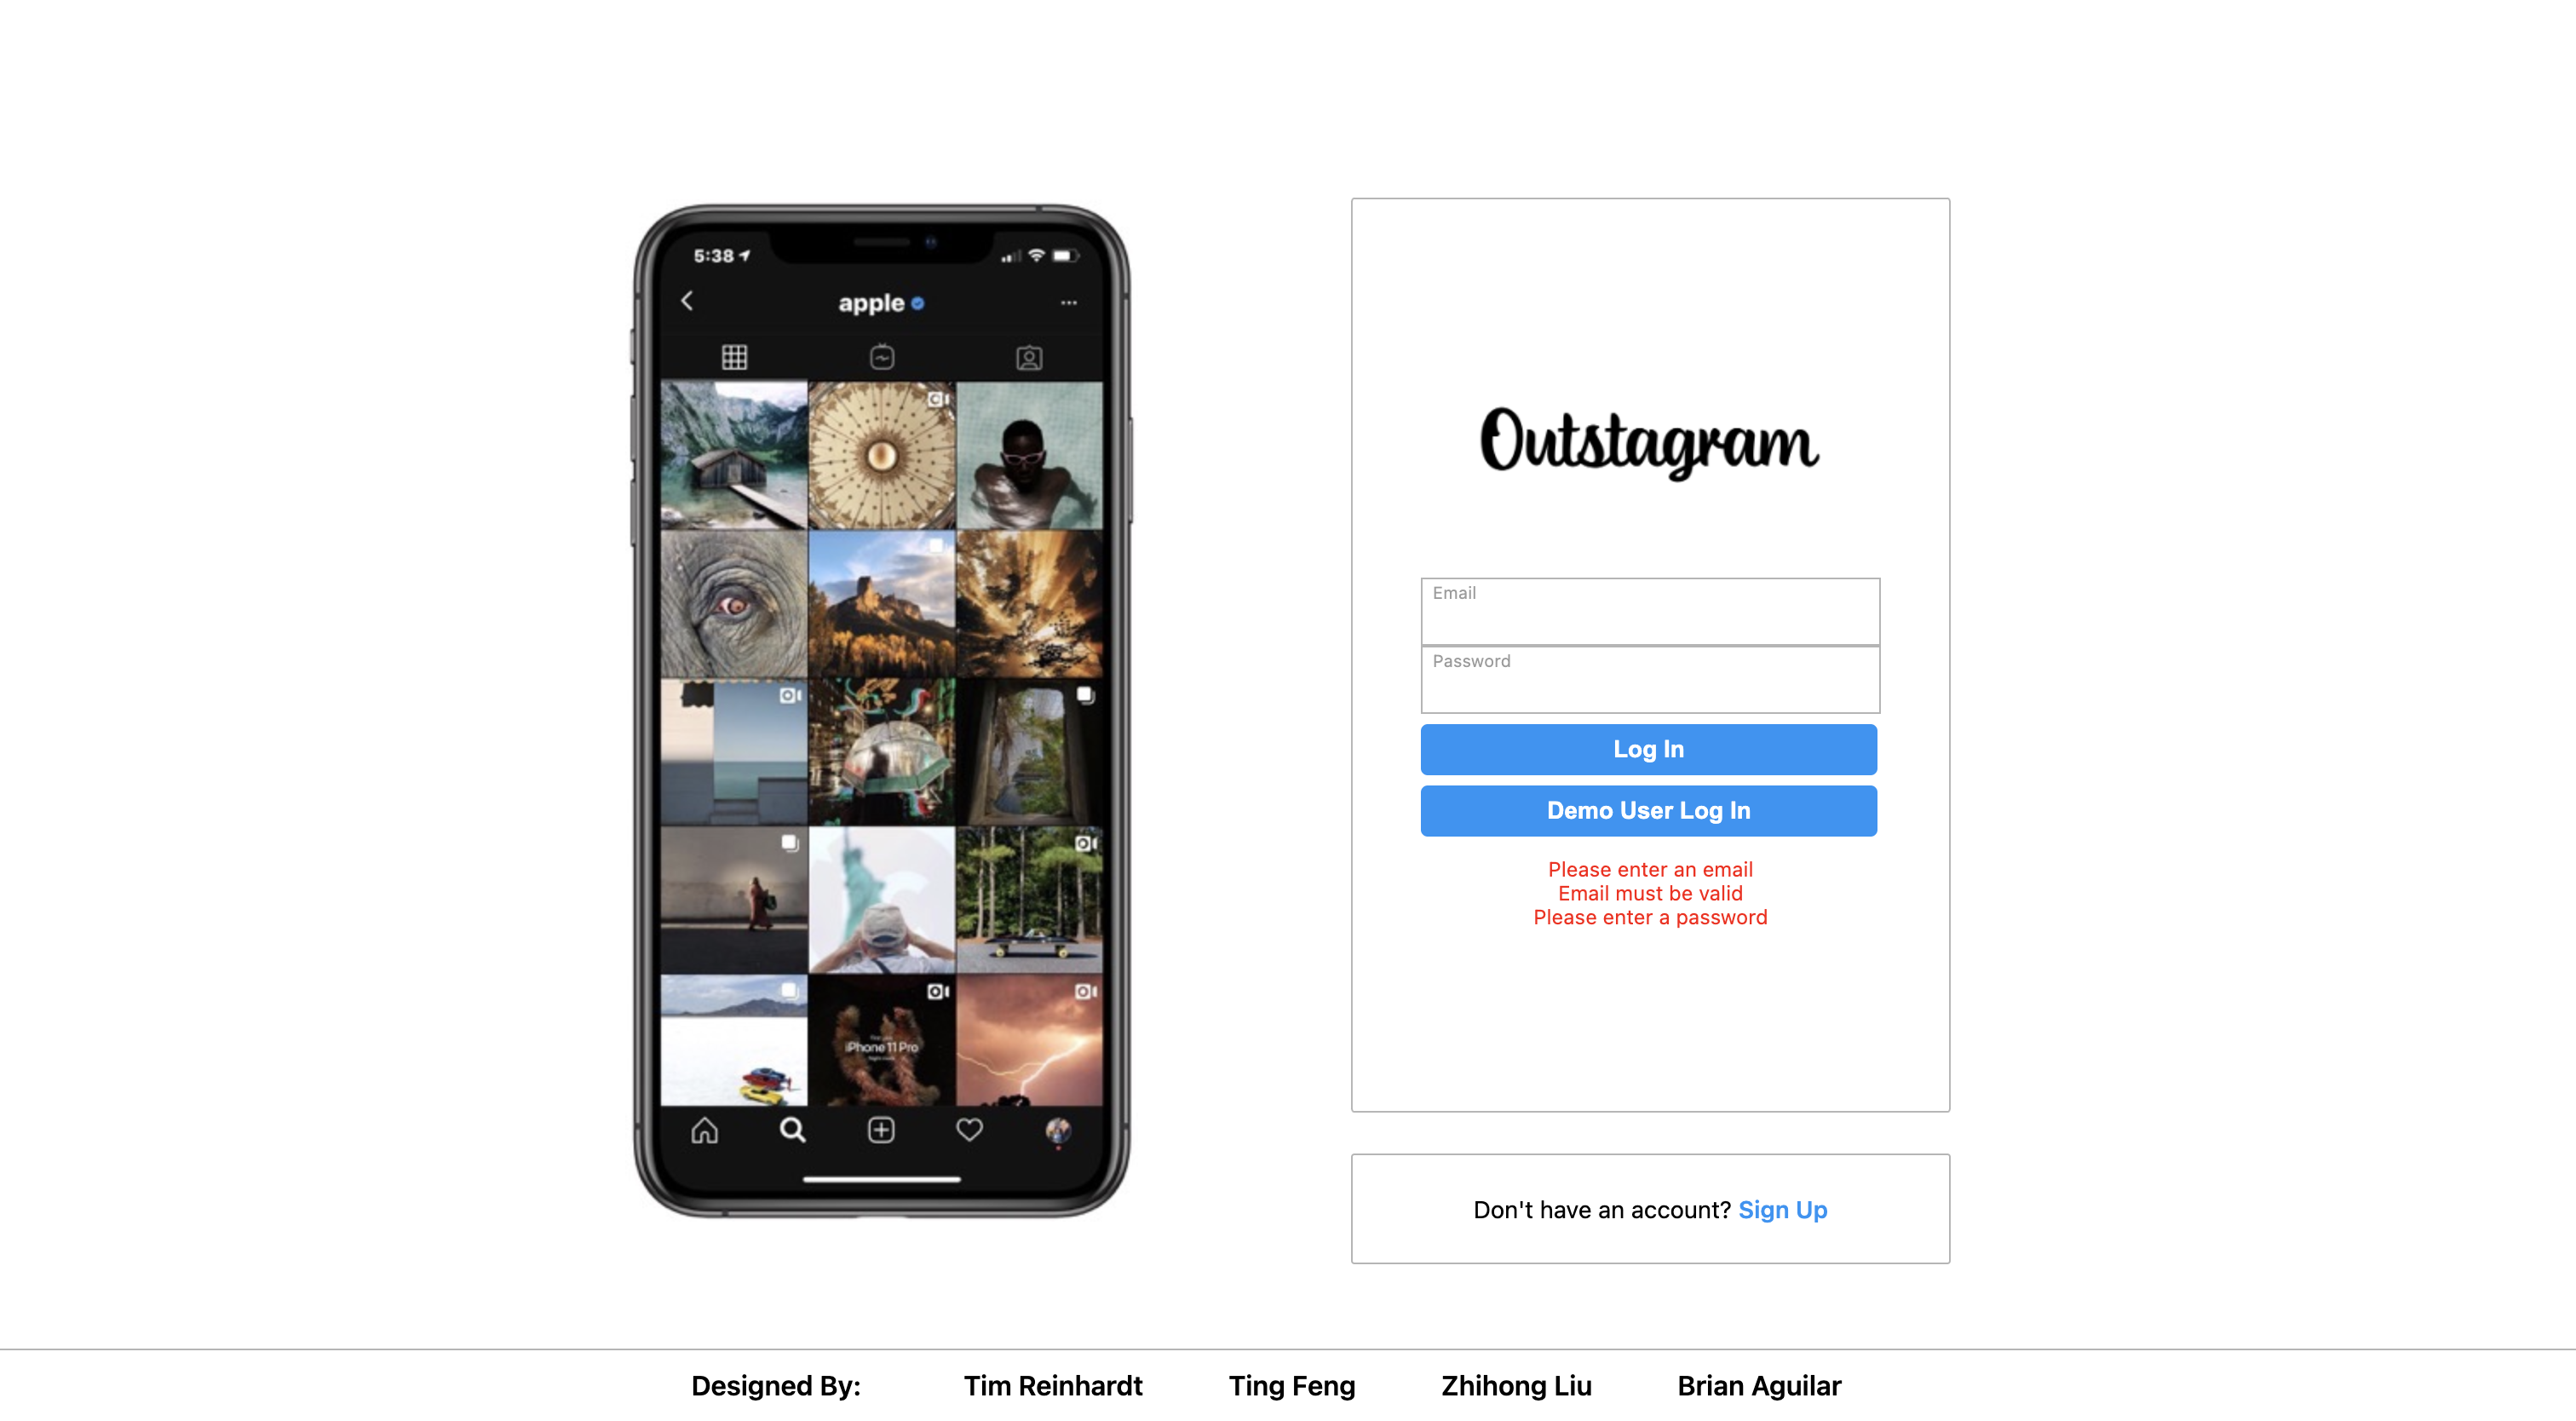 5:38
apple
iPhone 11 Pro
Outstagram
Email
Password
Log In
Demo User Log In
Please enter an email
Email must be valid
Please enter a password
Don't have an account? Sign Up
Designed By: Tim Reinhardt Ting Feng Zhihong Liu Brian Aguilar